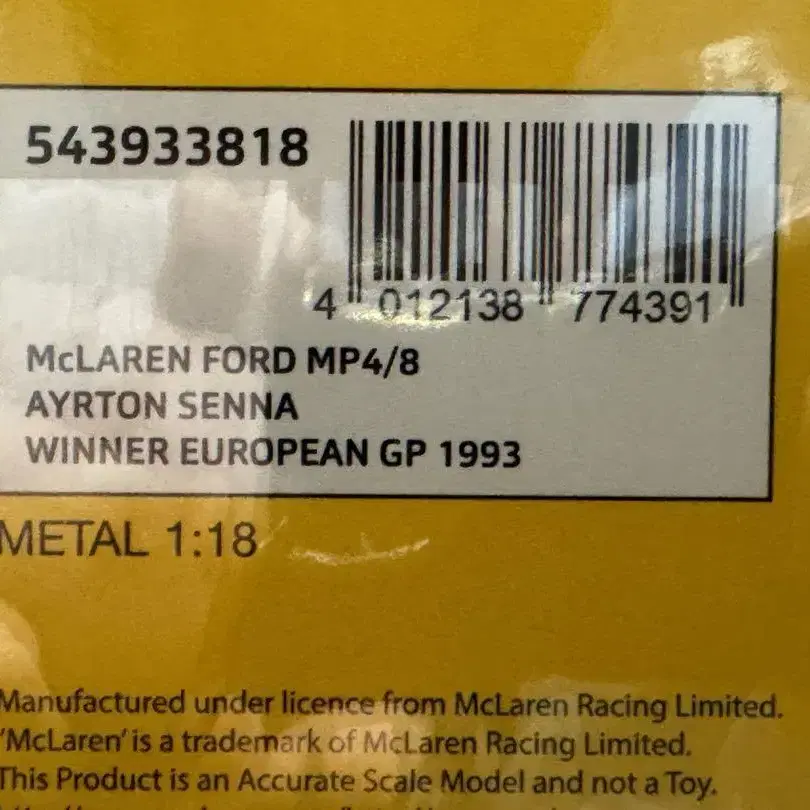 543933818
4 012138 774391
McLAREN FORD MP4/8
AYRTON SENNA
WINNER EUROPEAN GP 1993
METAL 1:18
Manufactured under licence from McLaren Racing Limited.
'McLaren' is a trademark of McLaren Racing Limited.
This Product is an Accurate Scale Model and not a Toy.